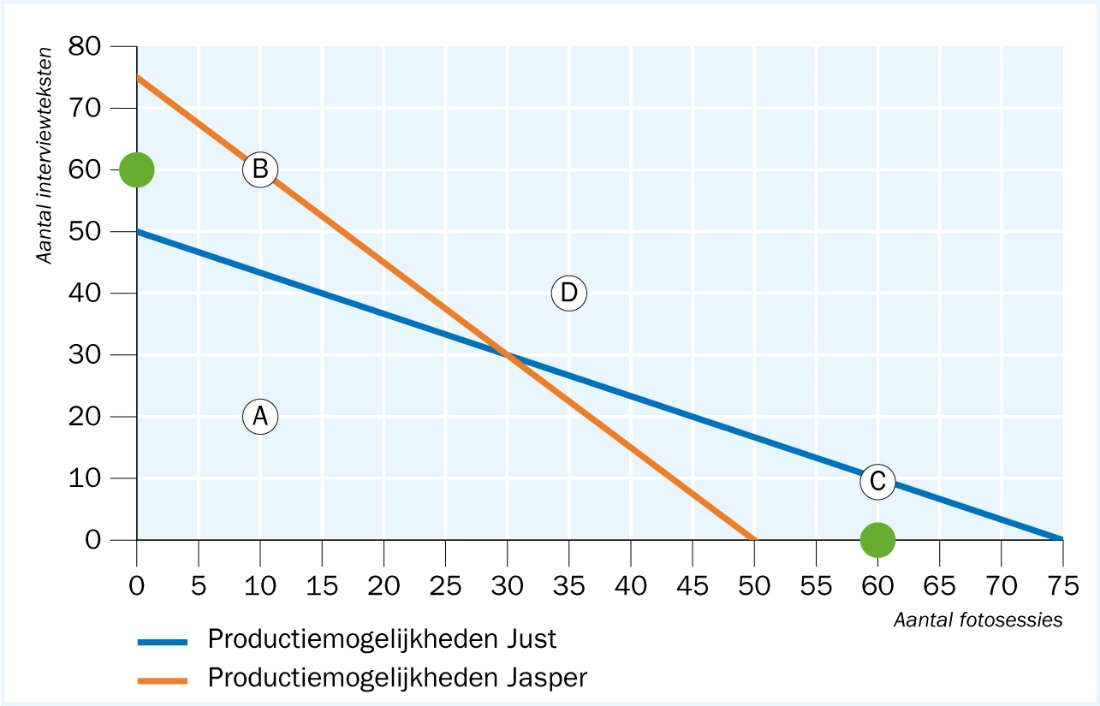 Aantal interviewteksten
80
70
60
50
40
30
20
10
0
B
D
A
C
0 5 10 15 20 25 30 35 40 45 50 55 60 65 70 75
Aantal fotosessies
Productiemogelijkheden Just
Productiemogelijkheden Jasper